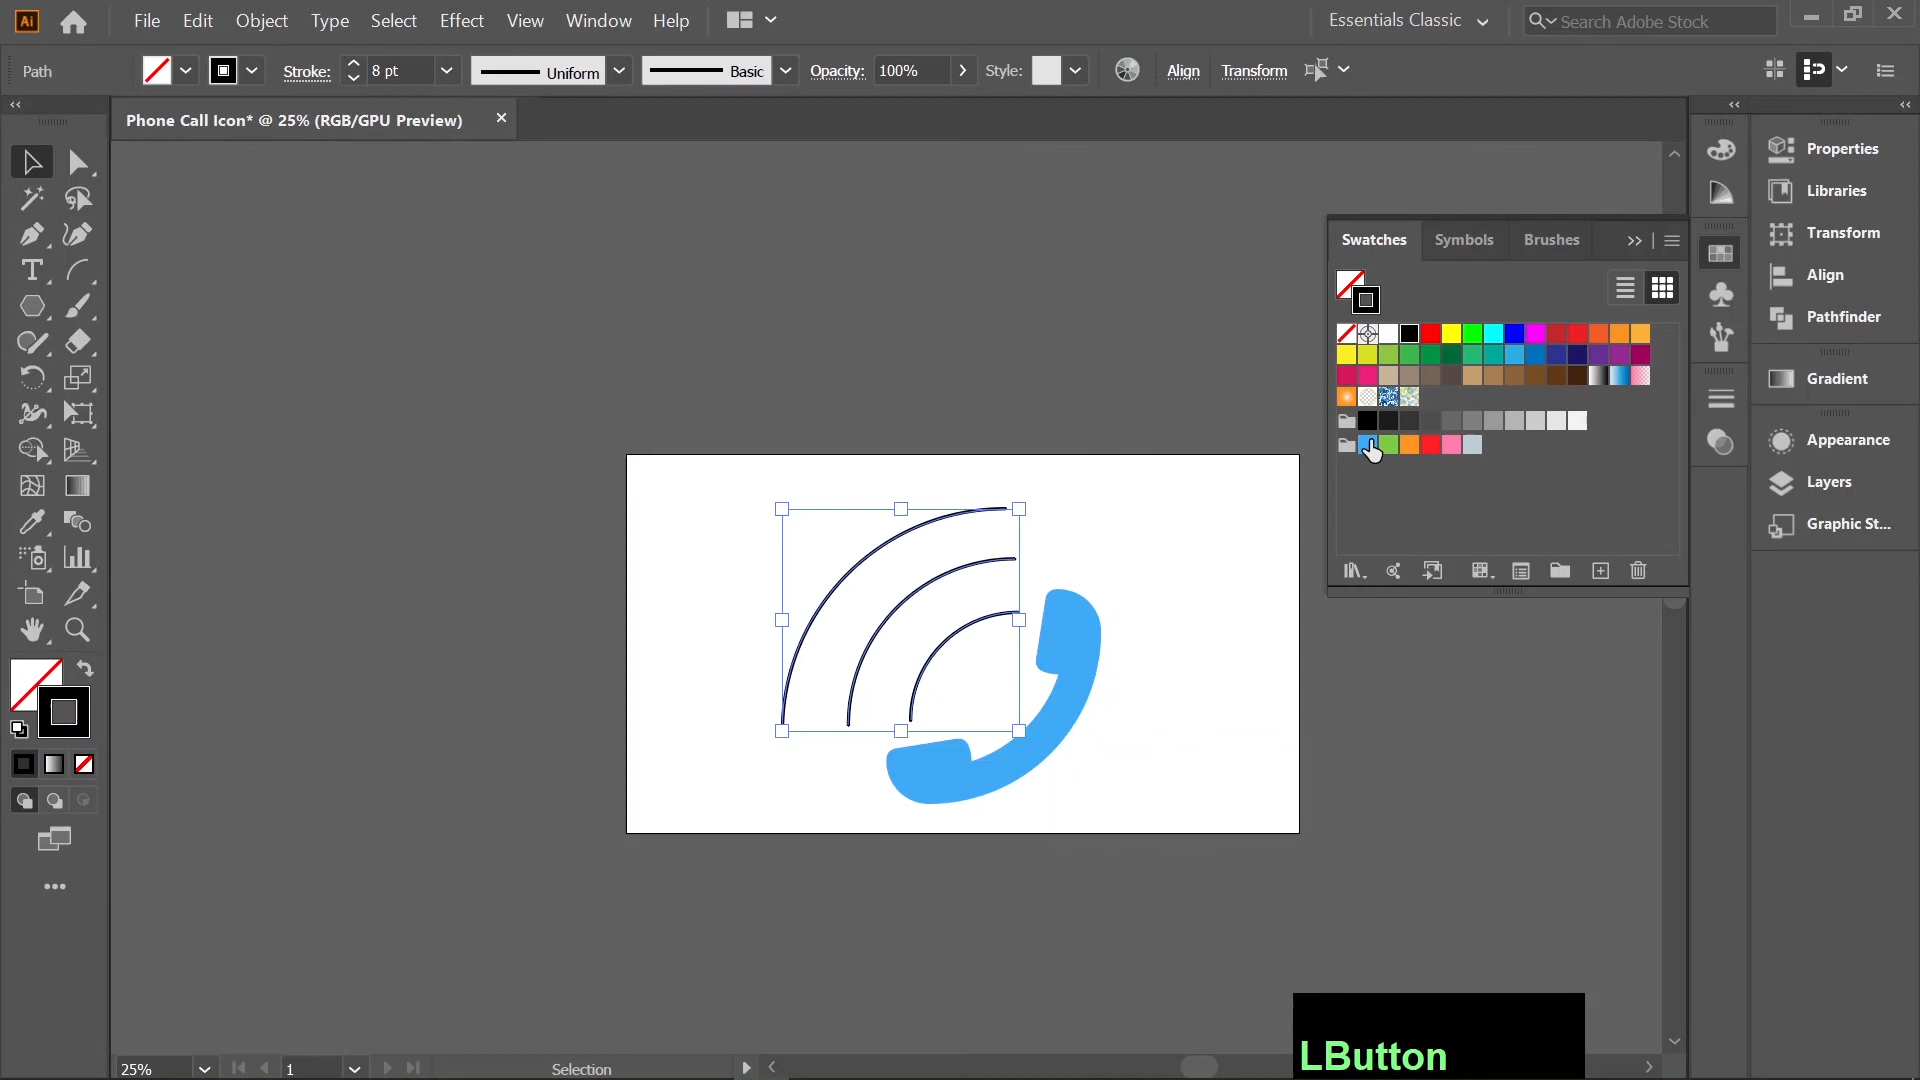 Ai File Edit Object Type Select Effect View Window Help Essentials Classic Search Adobe Stock
Path Stroke: 8 pt Uniform Basic Opacity: 100% Style: Align Transform
Phone Call Icon* @ 25% (RGB/GPU Preview)
Swatches Symbols Brushes
Properties
Libraries
Transform
Align
Pathfinder
Gradient
Appearance
Layers
Graphic St...
25% 1 Selection
LButton